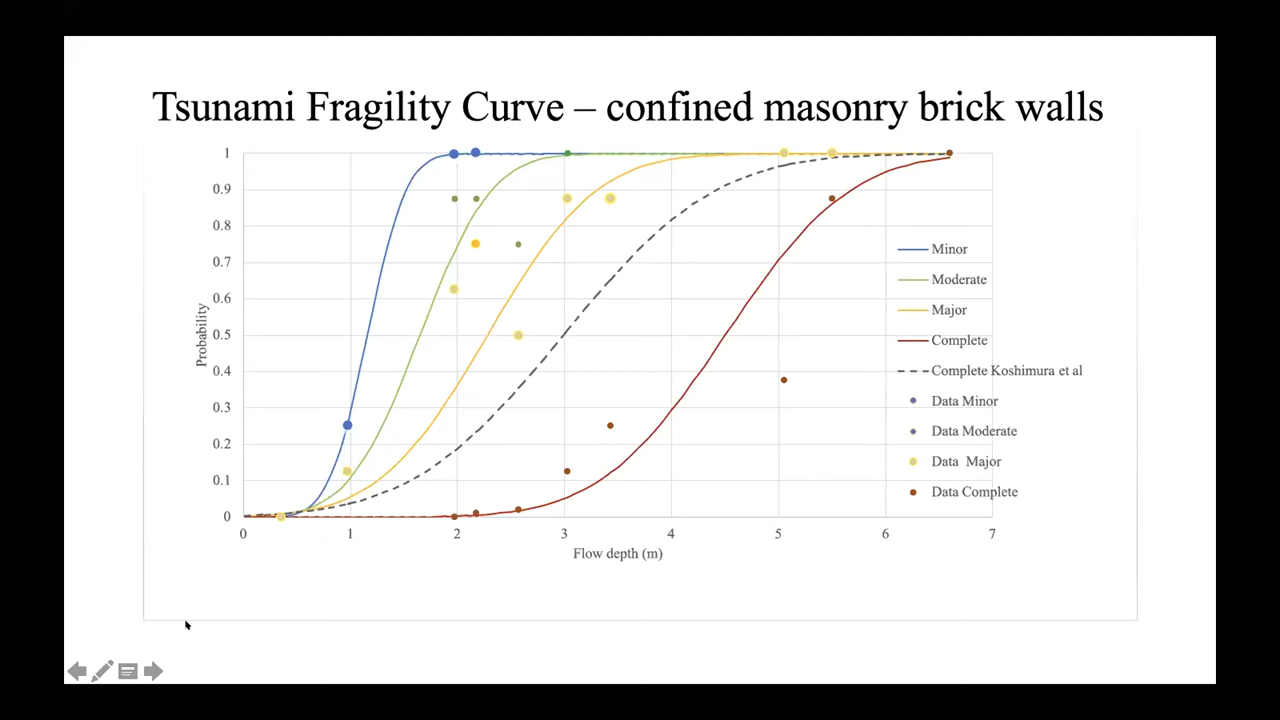 Tsunami Fragility Curve – confined masonry brick walls
1
0.9
0.8
0.7
0.6
0.5
0.4
0.3
0.2
0.1
0
Probability
0 1 2 3 4 5 6 7
Flow depth (m)
Minor
Moderate
Major
Complete
Complete Koshimura et al
Data Minor
Data Moderate
Data Major
Data Complete